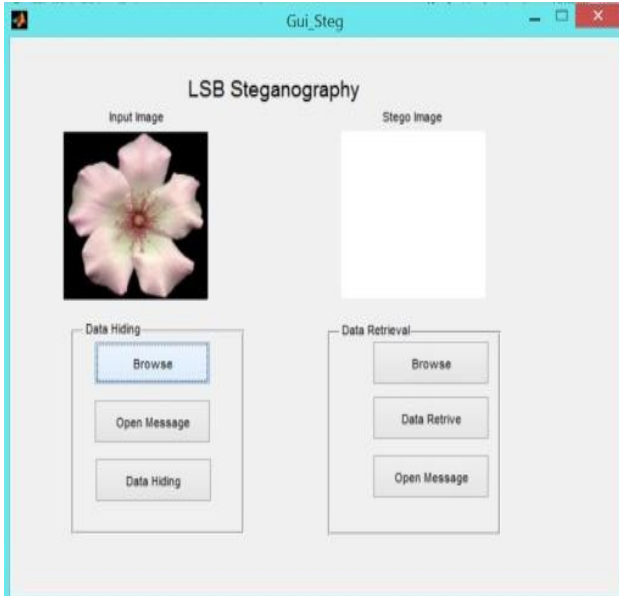 Gui_Steg
LSB Steganography
Input Image
Stego Image
Data Hiding
Browse
Open Message
Data Hiding
Data Retrieval
Browse
Data Retrive
Open Message